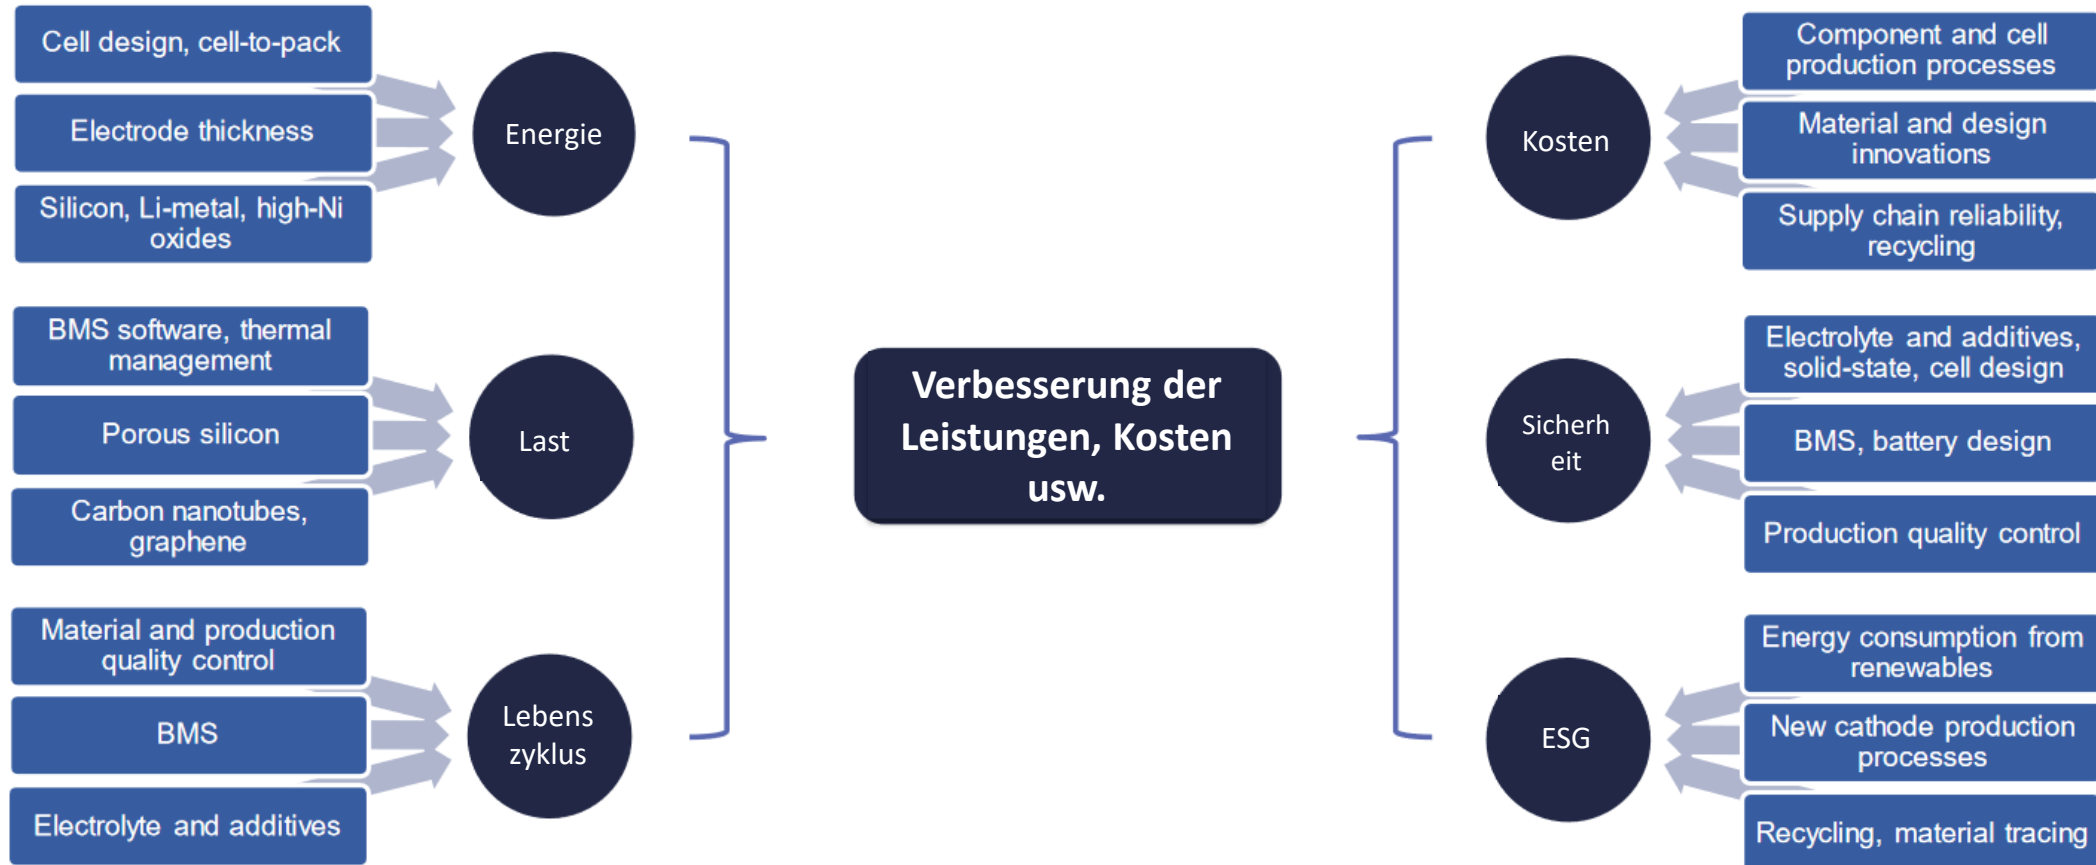 Cell design, cell-to-pack
Electrode thickness
Silicon, Li-metal, high-Ni
oxides
Energie
BMS software, thermal
management
Porous silicon
Carbon nanotubes,
graphene
Last
Material and production
quality control
BMS
Electrolyte and additives
Lebens
zyklus
Verbesserung der
Leistungen, Kosten
usw.
Kosten
Component and cell
production processes
Material and design
innovations
Supply chain reliability,
recycling
Sicherh
eit
Electrolyte and additives,
solid-state, cell design
BMS, battery design
Production quality control
ESG
Energy consumption from
renewables
New cathode production
processes
Recycling, material tracing